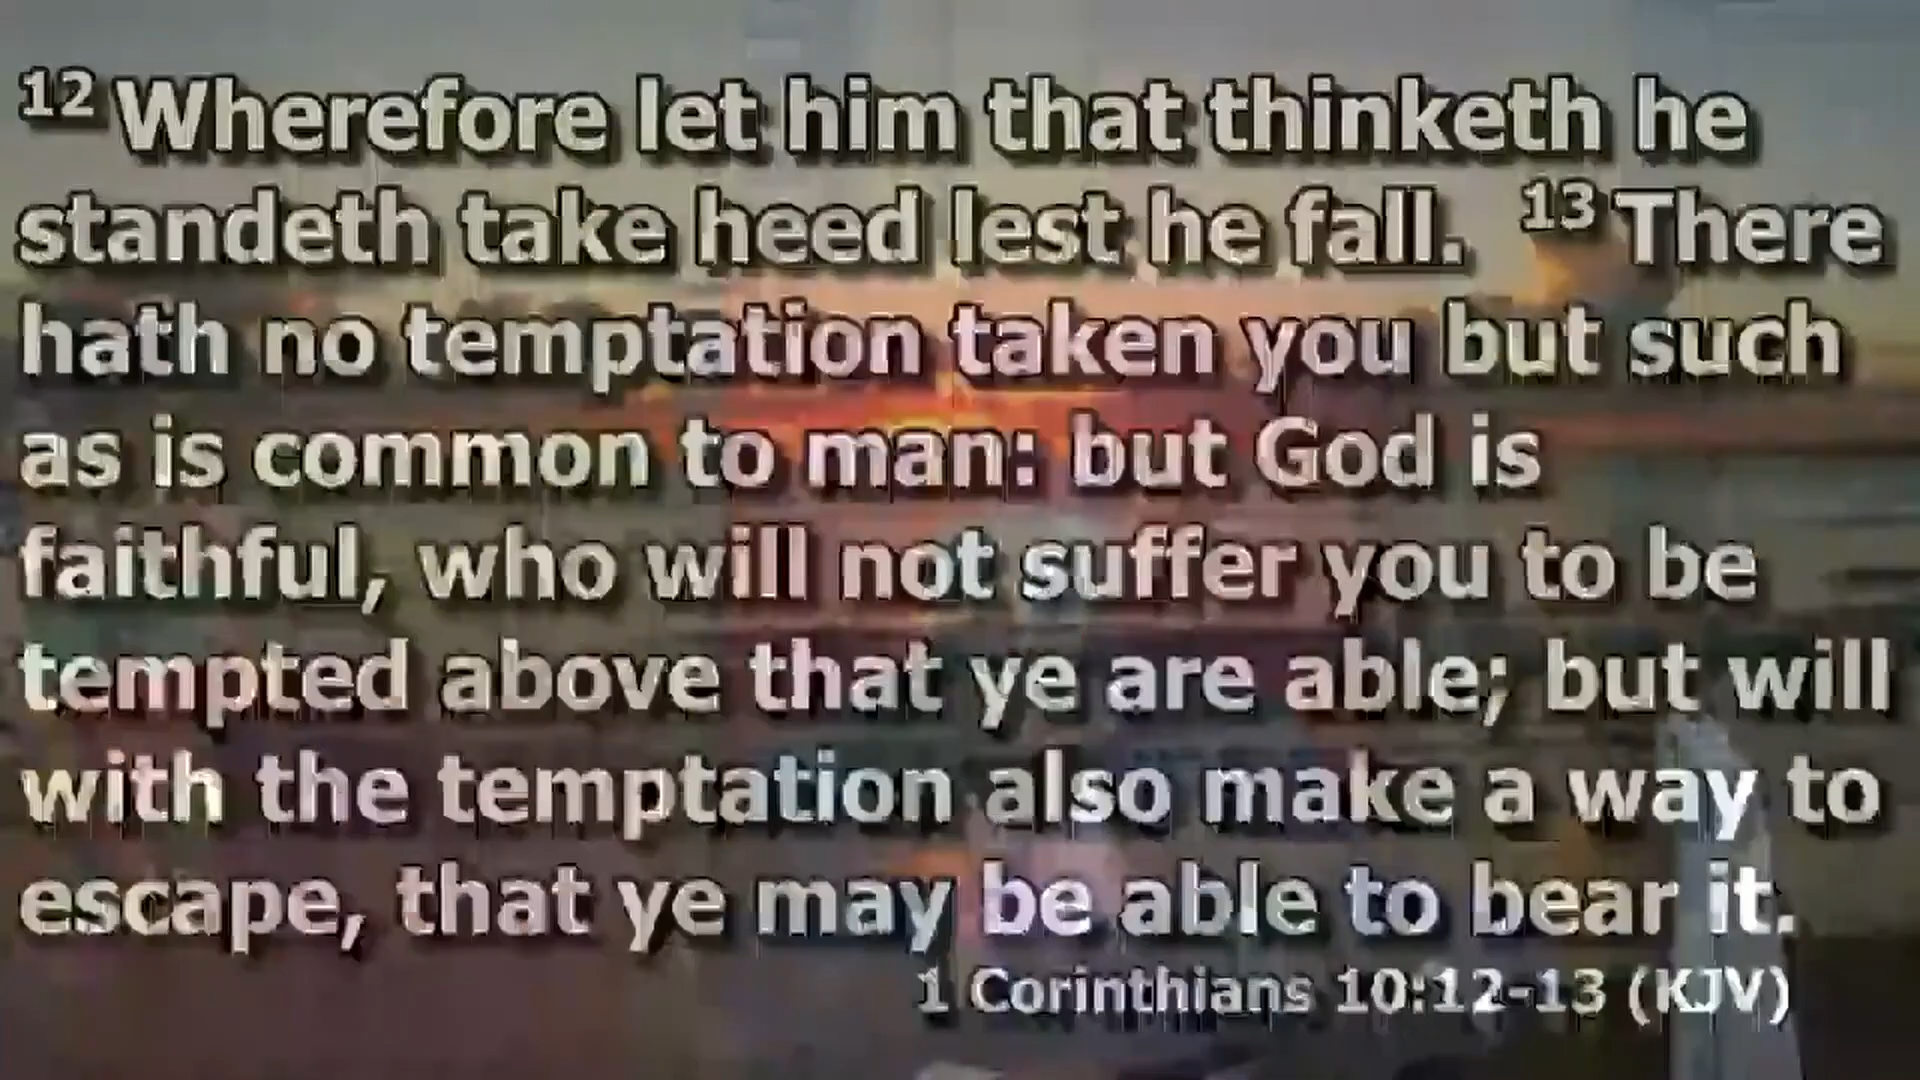 12 Wherefore let him that thinketh he
standeth take heed lest he fall. 13 There
hath no temptation taken you but such
as is common to man: but God is
faithful, who will not suffer you to be
tempted above that ye are able; but will
with the temptation also make a way to
escape, that ye may be able to bear it.
1 Corinthians 10:12-13 (KJV)